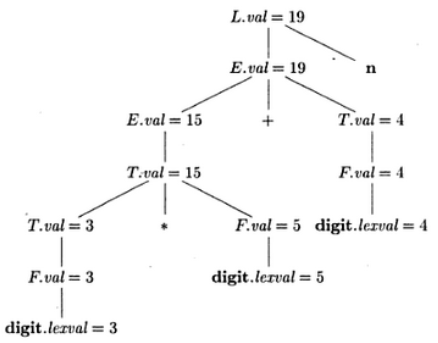 L.val = 19
E.val = 19 n
E.val = 15 + T.val = 4
T.val = 15 F.val = 4
T.val = 3 * F.val = 5 digit.lexval = 4
F.val = 3 digit.lexval = 5
digit.lexval = 3